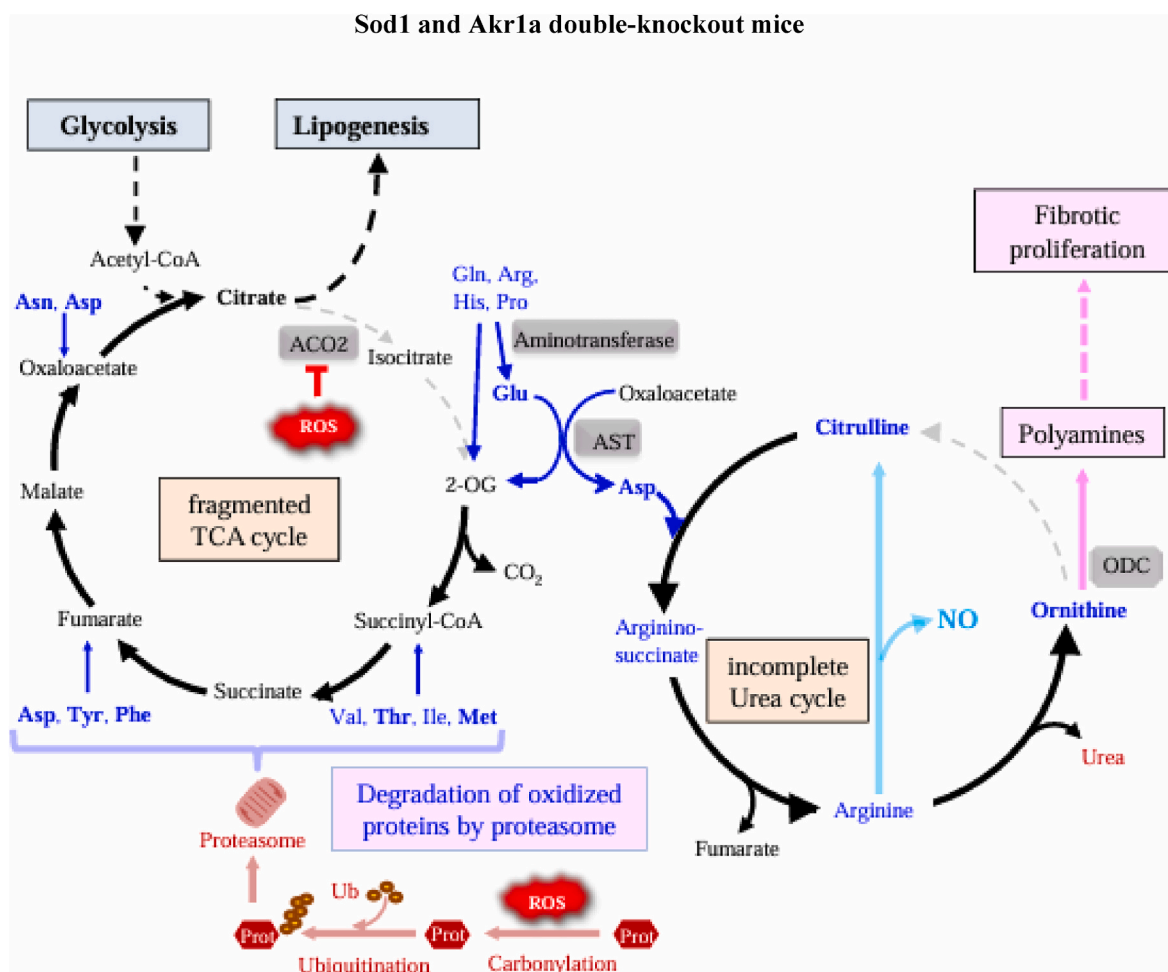 Sod1 and Akr1a double-knockout mice
Glycolysis
Lipogenesis
Acetyl-CoA
Citrate
Asn, Asp
Oxaloacetate
ACO2
Isocitrate
ROS
Gln, Arg,
His, Pro
Aminotransferase
Glu
Oxaloacetate
AST
2-OG
Asp
Malate
fragmented
TCA cycle
CO2
Fumarate
Succinyl-CoA
Succinate
Asp, Tyr, Phe
Val, Thr, Ile, Met
Fibrotic
proliferation
Polyamines
Citrulline
ODC
Ornithine
NO
Arginino-
succinate
incomplete
Urea cycle
Urea
Arginine
Fumarate
Degradation of oxidized
proteins by proteasome
Proteasome
Ub
ROS
Prot
Prot
Prot
Ubiquitination
Carbonylation